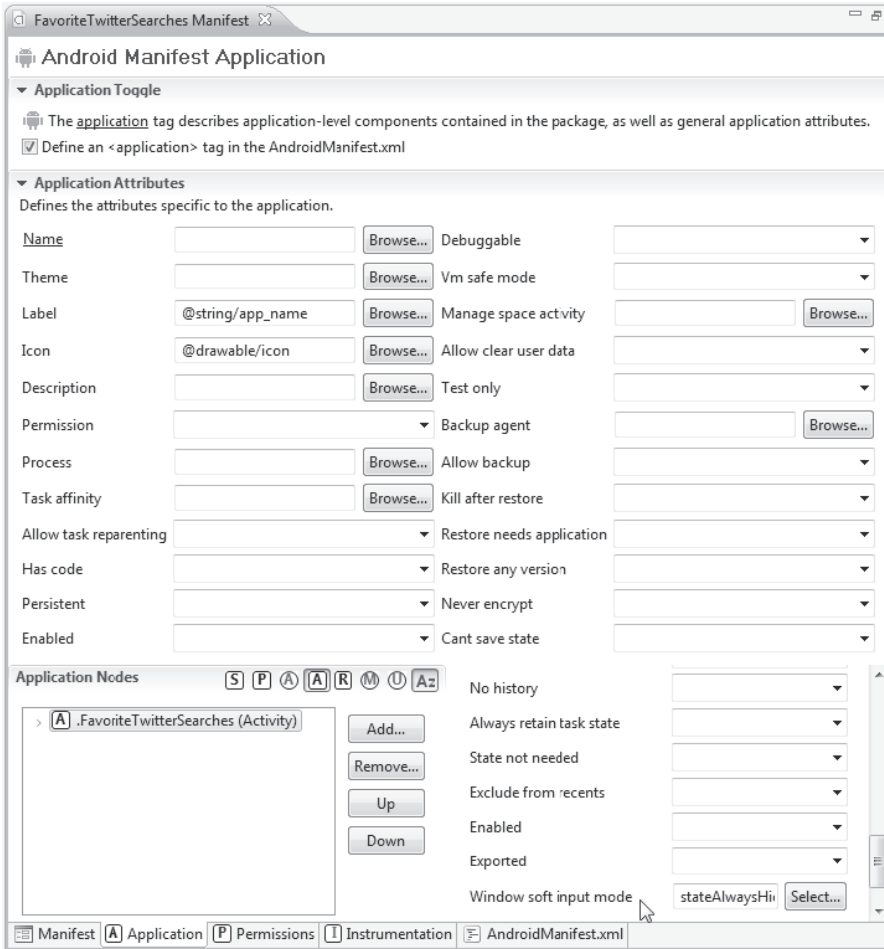 FavoriteTwitterSearches Manifest
Android Manifest Application
Application Toggle
The application tag describes application-level components contained in the package, as well as general application attributes.
Define an <application> tag in the AndroidManifest.xml
Application Attributes
Defines the attributes specific to the application.
Name Browse... Debuggable
Theme Browse... Vm safe mode
Label @string/app_name Browse... Manage space activity Browse...
Icon @drawable/icon Browse... Allow clear user data
Description Browse... Test only
Permission Backup agent Browse...
Process Browse... Allow backup
Task affinity Browse... Kill after restore
Allow task reparenting Restore needs application
Has code Restore any version
Persistent Never encrypt
Enabled Cant save state
Application Nodes S P A A R M U Az
No history
A .FavoriteTwitterSearches (Activity)
Add...
Always retain task state
Remove...
State not needed
Up
Exclude from recents
Down
Enabled
Exported
Window soft input mode stateAlwaysHi Select...
Manifest A Application P Permissions I Instrumentation AndroidManifest.xml